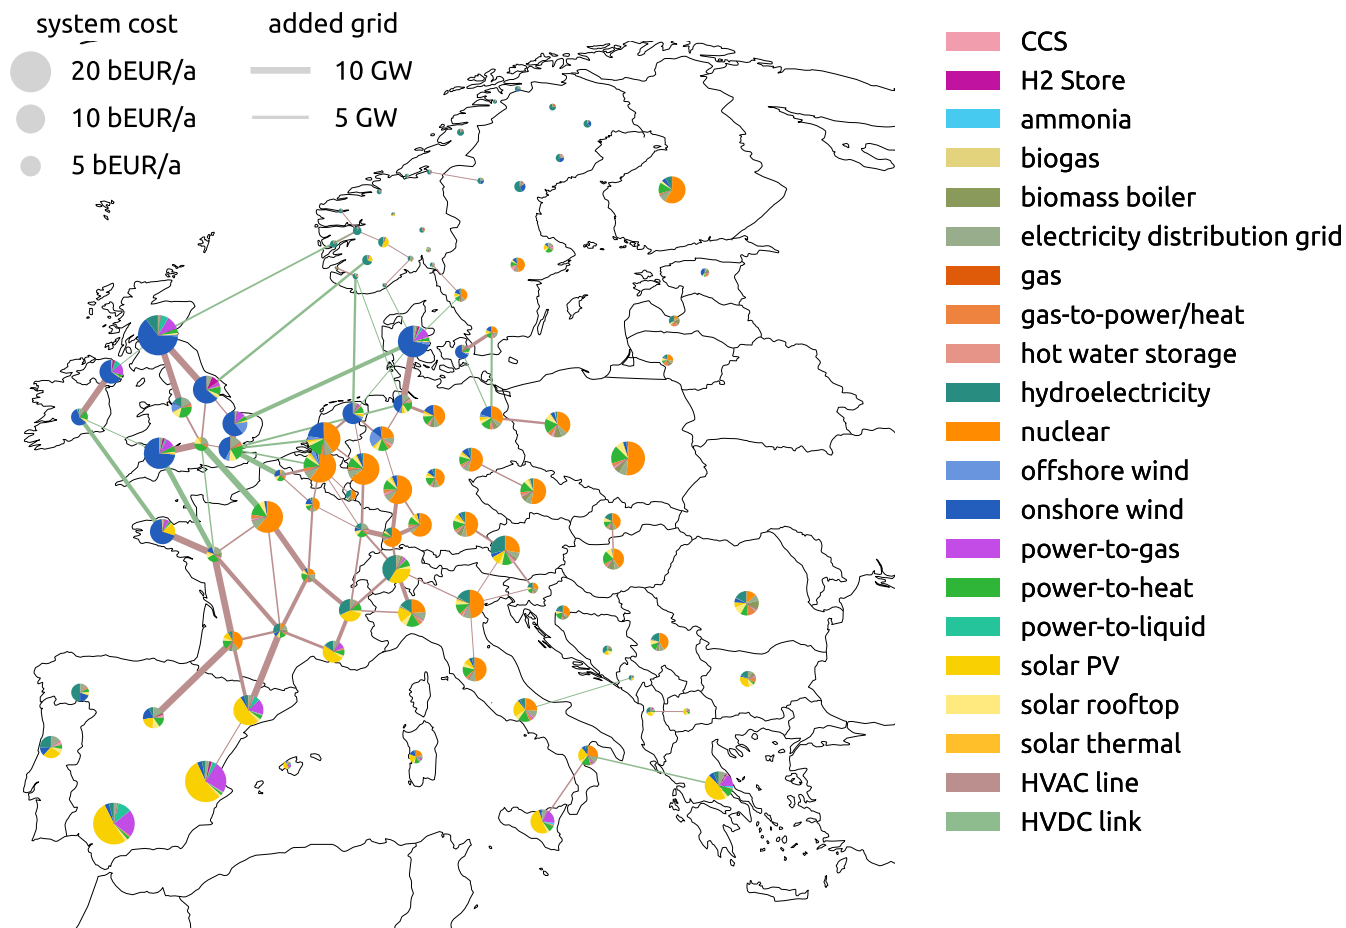 system cost
20 bEUR/a
10 bEUR/a
5 bEUR/a
added grid
10 GW
5 GW
CCS
H2 Store
ammonia
biogas
biomass boiler
electricity distribution grid
gas
gas-to-power/heat
hot water storage
hydroelectricity
nuclear
offshore wind
onshore wind
power-to-gas
power-to-heat
power-to-liquid
solar PV
solar rooftop
solar thermal
HVAC line
HVDC link